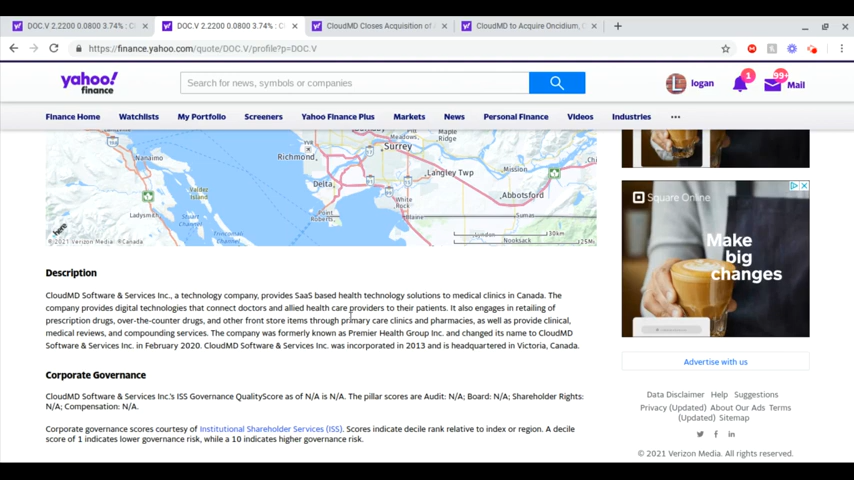 DOC.V 2.2200 0.0800 3.74% : C
DOC.V 2.2200 0.0800 3.74% : C
CloudMD Closes Acquisition of
CloudMD to Acquire Oncidium,
https://finance.yahoo.com/quote/DOC.V/profile?p=DOC.V
yahoo!
finance
Search for news, symbols or companies
logan
1
99+
Mail
Finance Home
Watchlists
My Portfolio
Screeners
Yahoo Finance Plus
Markets
News
Personal Finance
Videos
Industries
Nanaimo
Richmond
Surrey
Maple
Ridge
Mission
Delta
Langley Twp
Abbotsford
Valdez
Island
White
Rock
Ladysmith
Point
Roberts
Blaine
Sumas
Lynden
Nooksack
30km
25Mi
here
© 2021 Verizon Media, ©Canada
Square Online
Make
big
changes
Description
CloudMD Software & Services Inc., a technology company, provides SaaS based health technology solutions to medical clinics in Canada. The
company provides digital technologies that connect doctors and allied health care providers to their patients. It also engages in retailing of
prescription drugs, over-the-counter drugs, and other front store items through primary care clinics and pharmacies, as well as provide clinical,
medical reviews, and compounding services. The company was formerly known as Premier Health Group Inc. and changed its name to CloudMD
Software & Services Inc. in February 2020. CloudMD Software & Services Inc. was incorporated in 2013 and is headquartered in Victoria, Canada.
Corporate Governance
CloudMD Software & Services Inc.'s ISS Governance QualityScore as of N/A is N/A. The pillar scores are Audit: N/A; Board: N/A; Shareholder Rights:
N/A; Compensation: N/A.
Corporate governance scores courtesy of Institutional Shareholder Services (ISS). Scores indicate decile rank relative to index or region. A decile
score of 1 indicates lower governance risk, while a 10 indicates higher governance risk.
Advertise with us
Data Disclaimer Help Suggestions
Privacy (Updated) About Our Ads Terms
(Updated) Sitemap
© 2021 Verizon Media. All rights reserved.